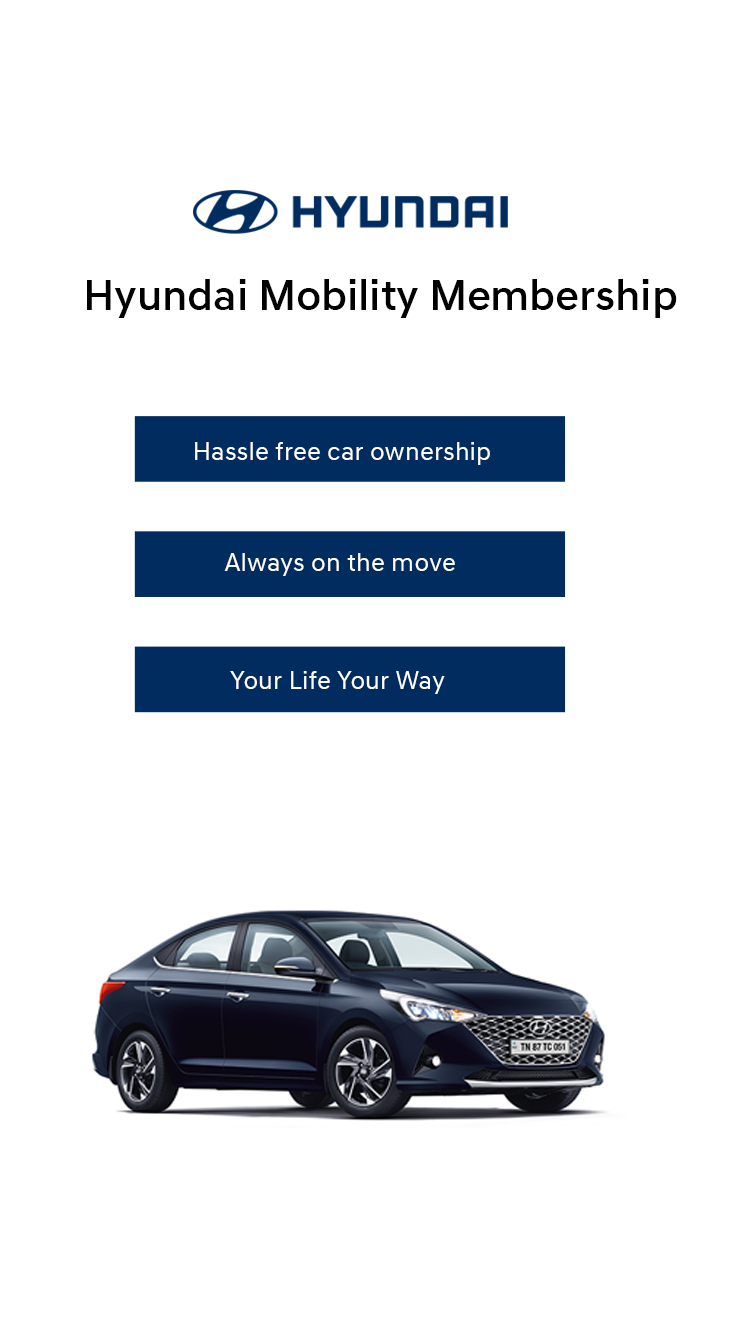 HYUNDAI
Hyundai Mobility Membership
Hassle free car ownership
Always on the move
Your Life Your Way
TN 87 TC 051